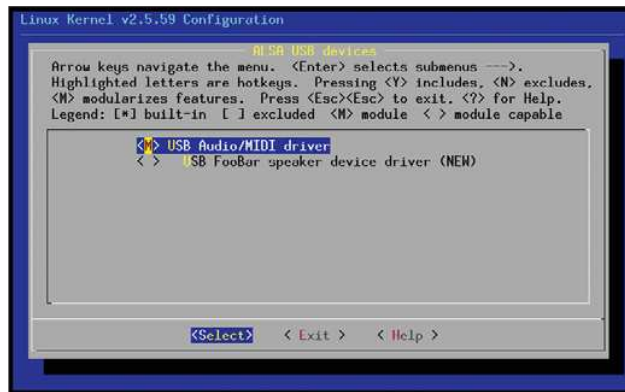 Linux Kernel v2.5.59 Configuration
ALSA USB devices
Arrow keys navigate the menu. <Enter> selects submenus --->.
Highlighted letters are hotkeys. Pressing <Y> includes, <N> excludes,
<M> modularizes features. Press <Esc><Esc> to exit, <?> for Help.
Legend: [*] built-in [ ] excluded <M> module < > module capable
<M> USB Audio/MIDI driver
< > USB FooBar speaker device driver (NEW)
<Select> < Exit > < Help >